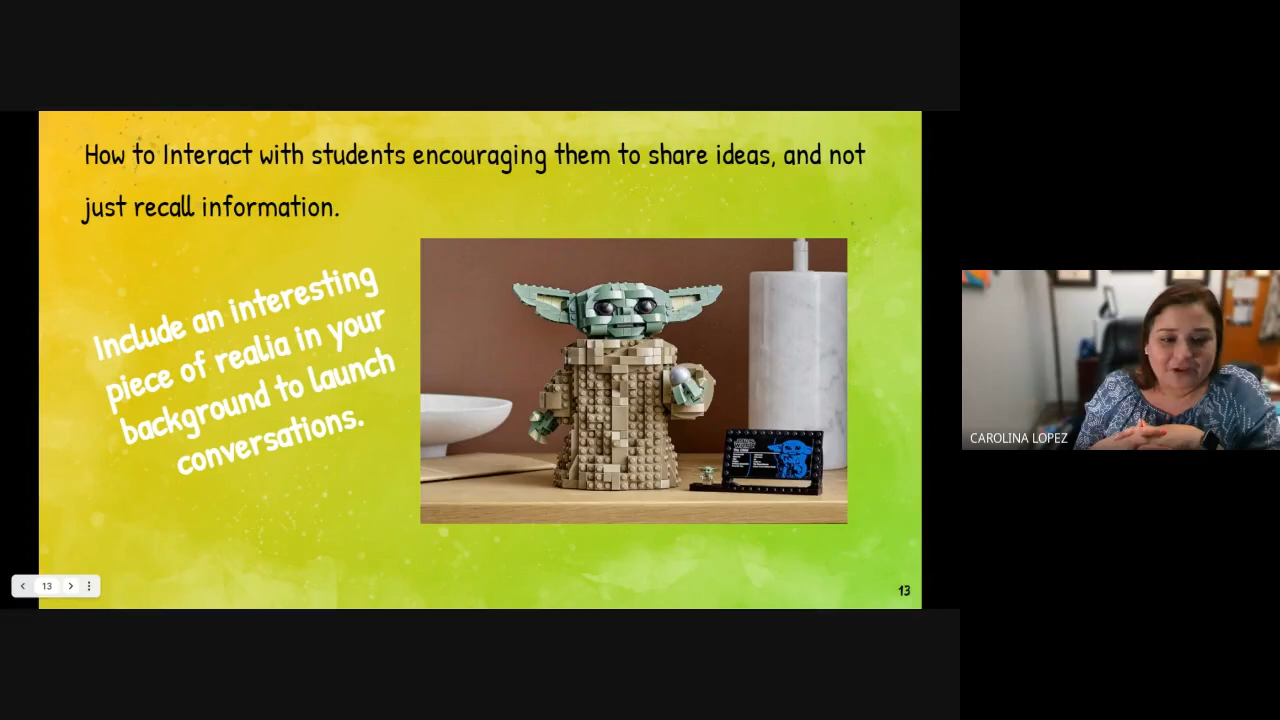 How to Interact with students encouraging them to share ideas, and not
just recall information.
Include an interesting
piece of realia in your
background to launch
conversations.
CAROLINA LOPEZ
13
13